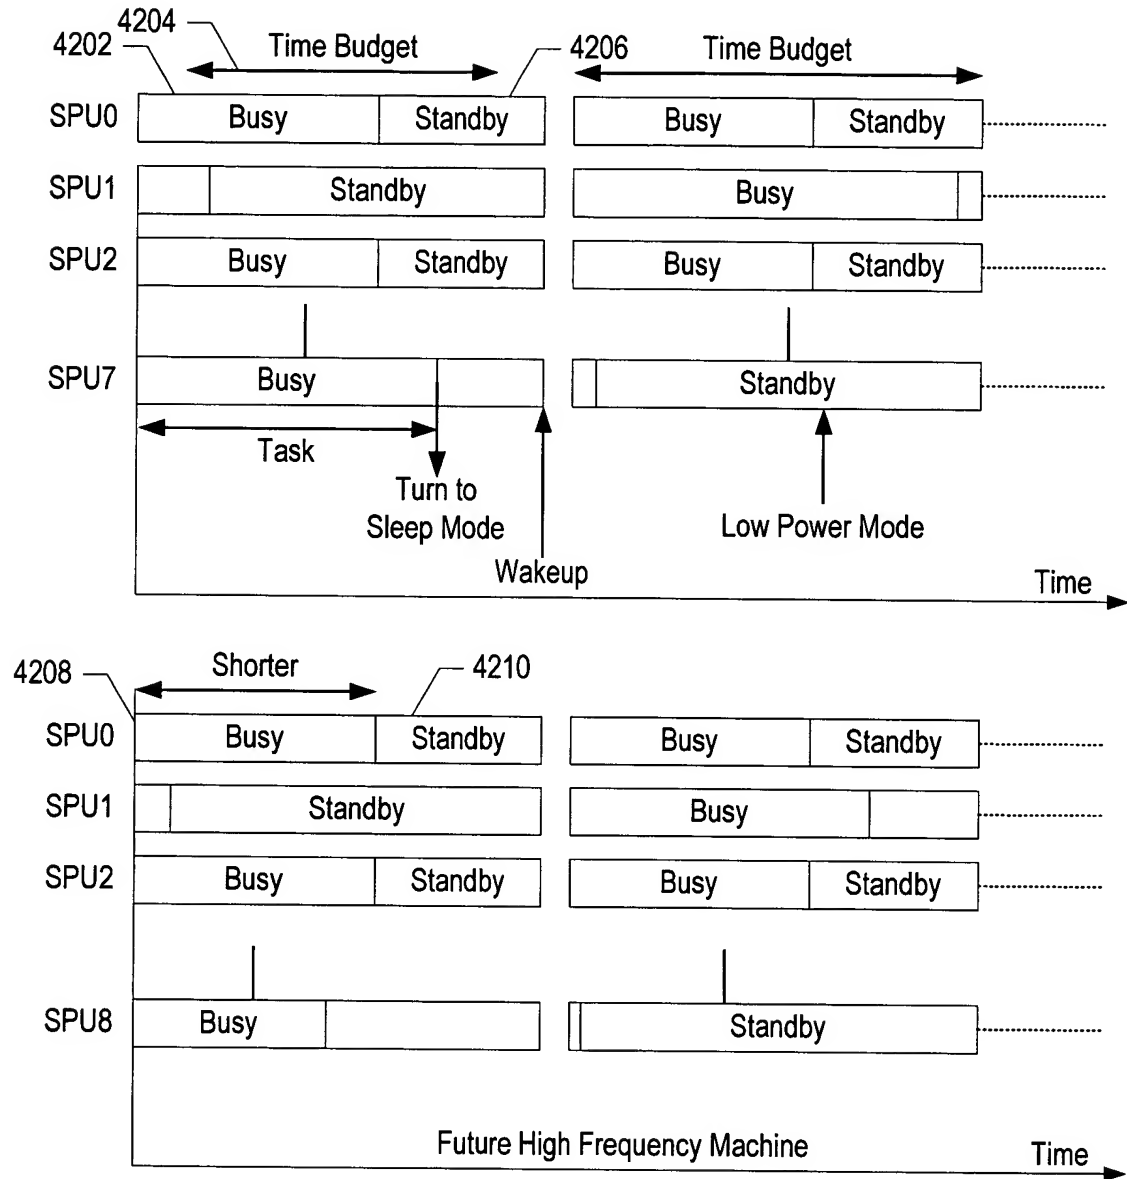 4204
4202
Time Budget
4206
Time Budget
SPU0
Busy
Standby
Busy
Standby
SPU1
Standby
Busy
SPU2
Busy
Standby
Busy
Standby
SPU7
Busy
Standby
Task
Turn to
Sleep Mode
Low Power Mode
Wakeup
Time
4208
Shorter
4210
SPU0
Busy
Standby
Busy
Standby
SPU1
Standby
Busy
SPU2
Busy
Standby
Busy
Standby
SPU8
Busy
Standby
Future High Frequency Machine
Time